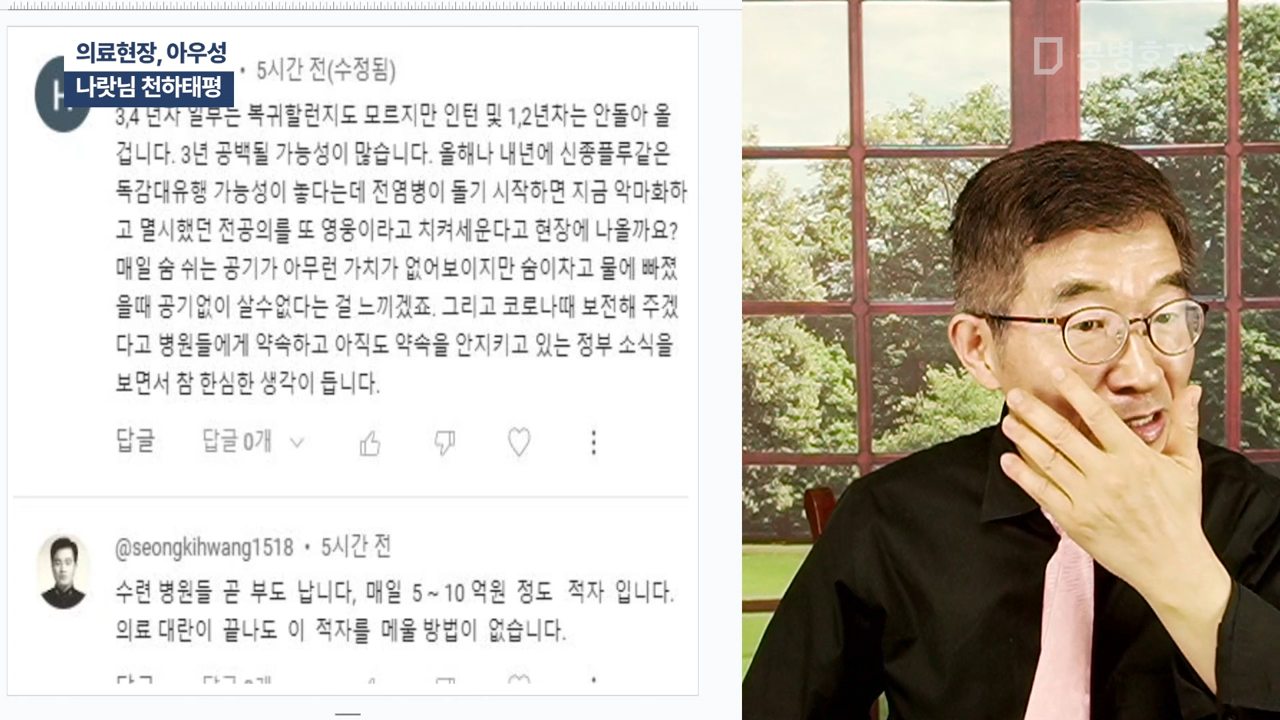 의료현장, 아우성
나랏님 천하태평
H
• 5시간 전(수정됨)
3,4 년차 일부는 복귀할런지도 모르지만 인턴 및 1,2년차는 안돌아 올
겁니다. 3년 공백될 가능성이 많습니다. 올해나 내년에 신종플루같은
독감대유행 가능성이 놓다는데 전염병이 돌기 시작하면 지금 악마화하
고 멸시했던 전공의를 또 영웅이라고 치켜세운다고 현장에 나올까요?
매일 숨 쉬는 공기가 아무런 가치가 없어보이지만 숨이차고 물에 빠졌
을때 공기없이 살수없다는 걸 느끼겠죠. 그리고 코로나때 보전해 주겠
다고 병원들에게 약속하고 아직도 약속을 안지키고 있는 정부 소식을
보면서 참 한심한 생각이 듭니다.
답글 답글 0개
@seongkihwang1518 • 5시간 전
수련 병원들 곧 부도 납니다, 매일 5 ~ 10 억원 정도 적자 입니다.
의료 대란이 끝나도 이 적자를 메울 방법이 없습니다.
공병호TV